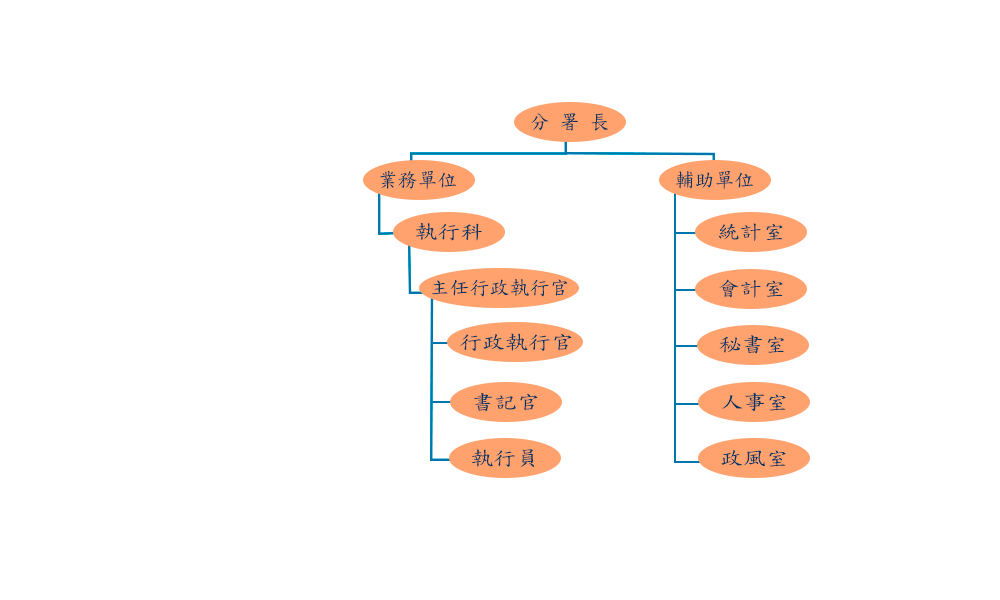 分 署 長
業務單位
執行科
主任行政執行官
行政執行官
書記官
執行員
輔助單位
統計室
會計室
秘書室
人事室
政風室